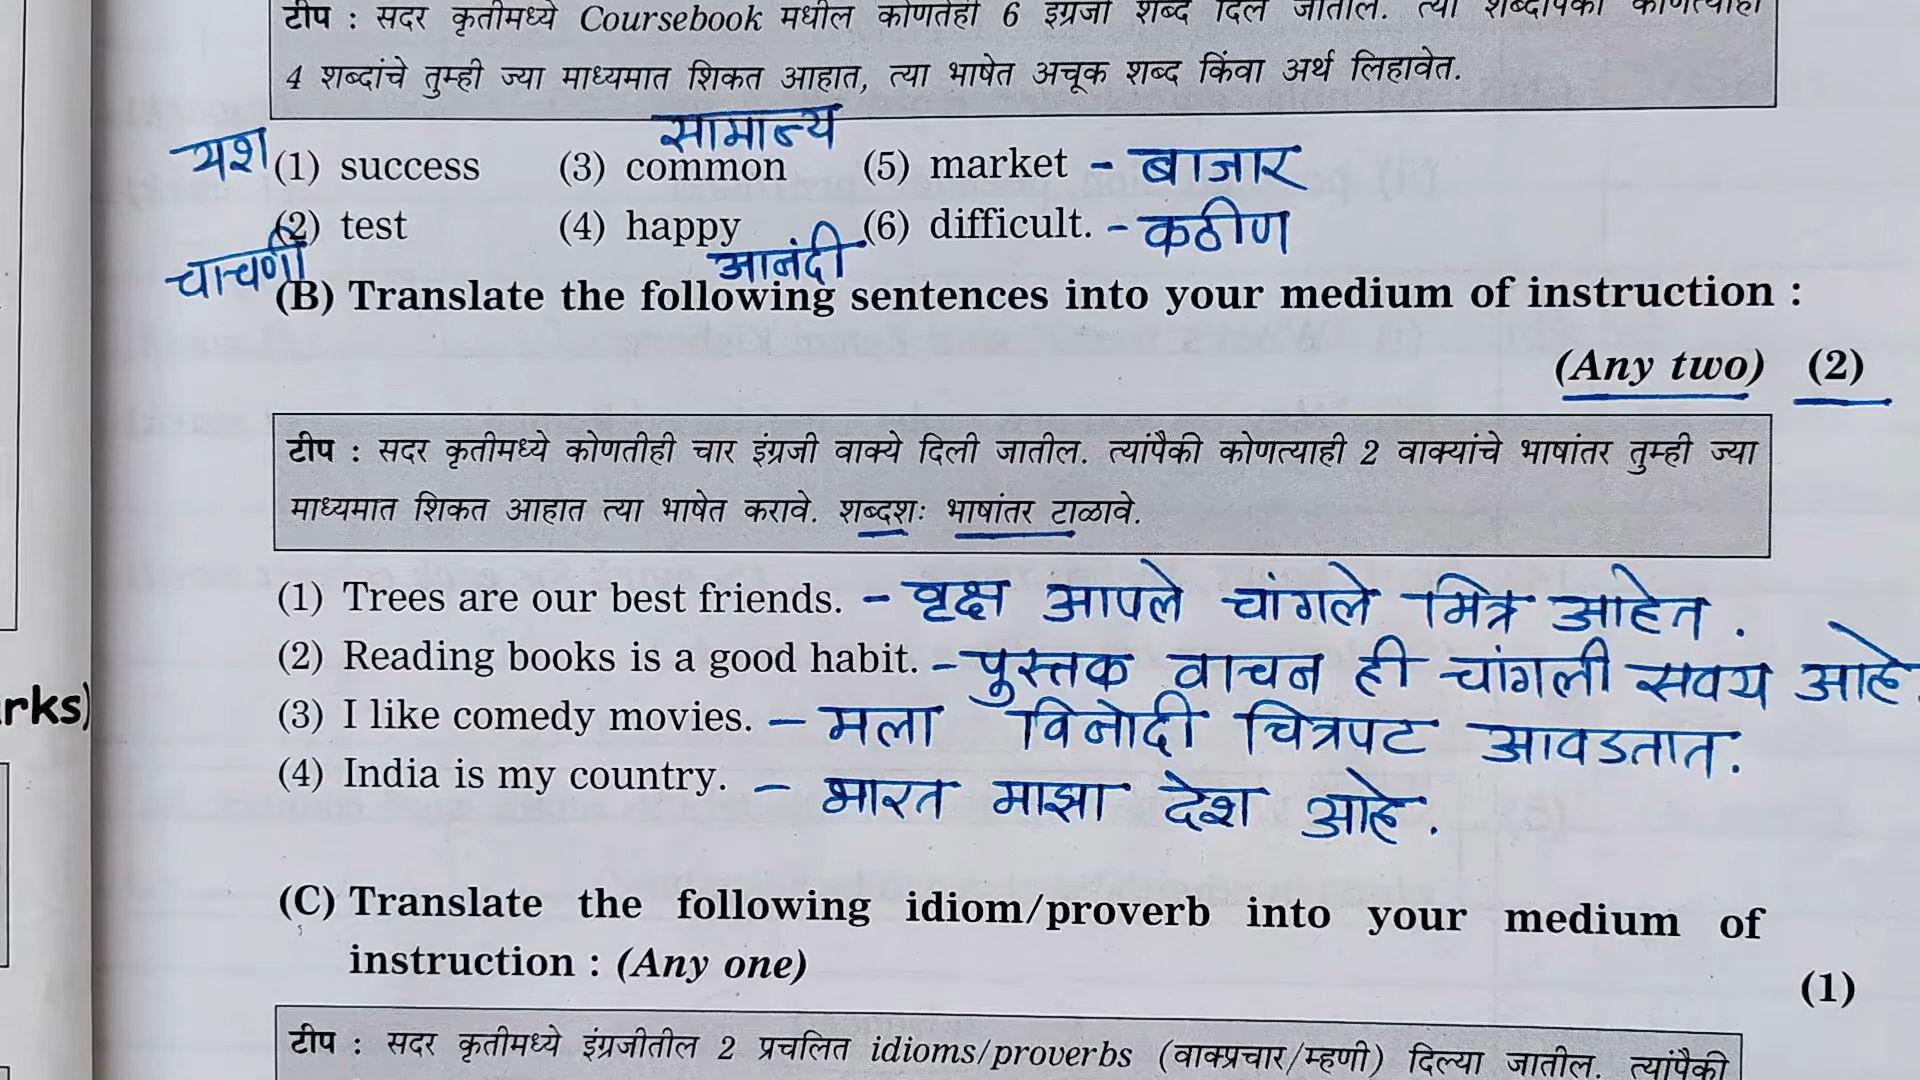 टीप : सदर कृतीमध्ये Coursebook मधील कोणतेही 6 इंग्रजी शब्द दिले जातील. त्या शब्दांपैकी कोणत्याही
4 शब्दांचे तुम्ही ज्या माध्यमात शिकत आहात, त्या भाषेत अचूक शब्द किंवा अर्थ लिहावेत.
सामान्य
यश (1) success (3) common (5) market - बाजार
(2) test (4) happy (6) difficult. - कठीण
चाचणी आनंदी
(B) Translate the following sentences into your medium of instruction :
(Any two) (2)
टीप : सदर कृतीमध्ये कोणतीही चार इंग्रजी वाक्ये दिली जातील. त्यांपैकी कोणत्याही 2 वाक्यांचे भाषांतर तुम्ही ज्या
माध्यमात शिकत आहात त्या भाषेत करावे. शब्दशः भाषांतर टाळावे.
(1) Trees are our best friends. - वृक्ष आपले चांगले मित्र आहेत.
(2) Reading books is a good habit. - पुस्तक वाचन ही चांगली सवय आहे.
rks)
(3) I like comedy movies. - मला विनोदी चित्रपट आवडतात.
(4) India is my country. - भारत माझा देश आहे.
(C) Translate the following idiom/proverb into your medium of
instruction : (Any one)
(1)
टीप : सदर कृतीमध्ये इंग्रजीतील 2 प्रचलित idioms/proverbs (वाक्प्रचार/म्हणी) दिल्या जातील. त्यांपैकी